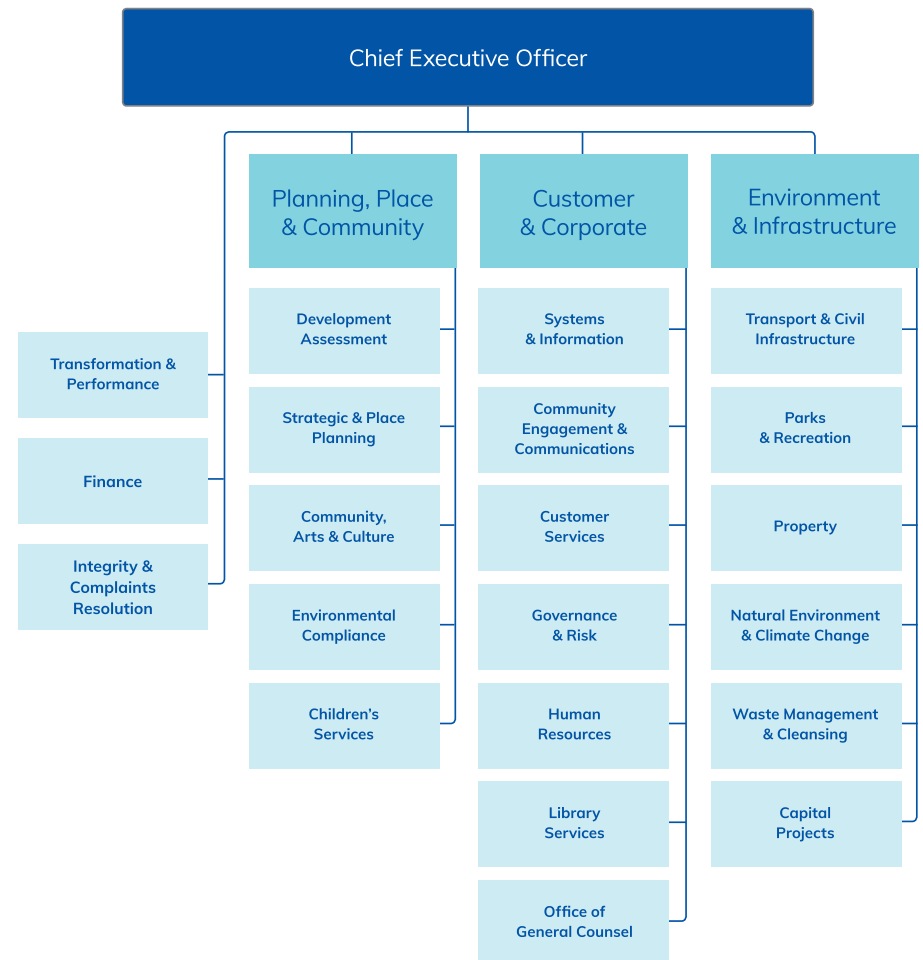 Chief Executive Officer
Planning, Place
& Community
Customer
& Corporate
Environment
& Infrastructure
Transformation &
Performance
Finance
Integrity &
Complaints
Resolution
Development
Assessment
Strategic & Place
Planning
Community,
Arts & Culture
Environmental
Compliance
Children’s
Services
Systems
& Information
Community
Engagement &
Communications
Customer
Services
Governance
& Risk
Human
Resources
Library
Services
Office of
General Counsel
Transport & Civil
Infrastructure
Parks
& Recreation
Property
Natural Environment
& Climate Change
Waste Management
& Cleansing
Capital
Projects